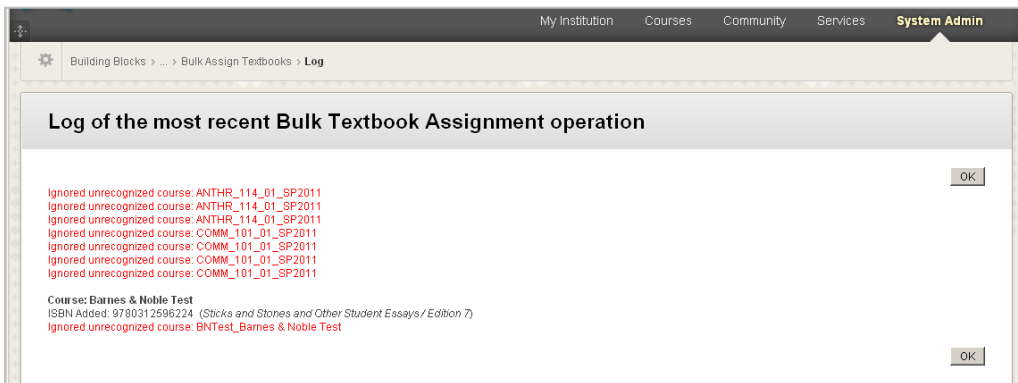 My Institution Courses Community Services System Admin
Building Blocks > ... > Bulk Assign Textbooks > Log
Log of the most recent Bulk Textbook Assignment operation
OK
Ignored unrecognized course: ANTHR_114_01_SP2011
Ignored unrecognized course: ANTHR_114_01_SP2011
Ignored unrecognized course: ANTHR_114_01_SP2011
Ignored unrecognized course: COMM_101_01_SP2011
Ignored unrecognized course: COMM_101_01_SP2011
Ignored unrecognized course: COMM_101_01_SP2011
Ignored unrecognized course: COMM_101_01_SP2011
Course: Barnes & Noble Test
ISBN Added: 9780312596224 (Sticks and Stones and Other Student Essays / Edition 7)
Ignored unrecognized course: BNTest_Barnes & Noble Test
OK